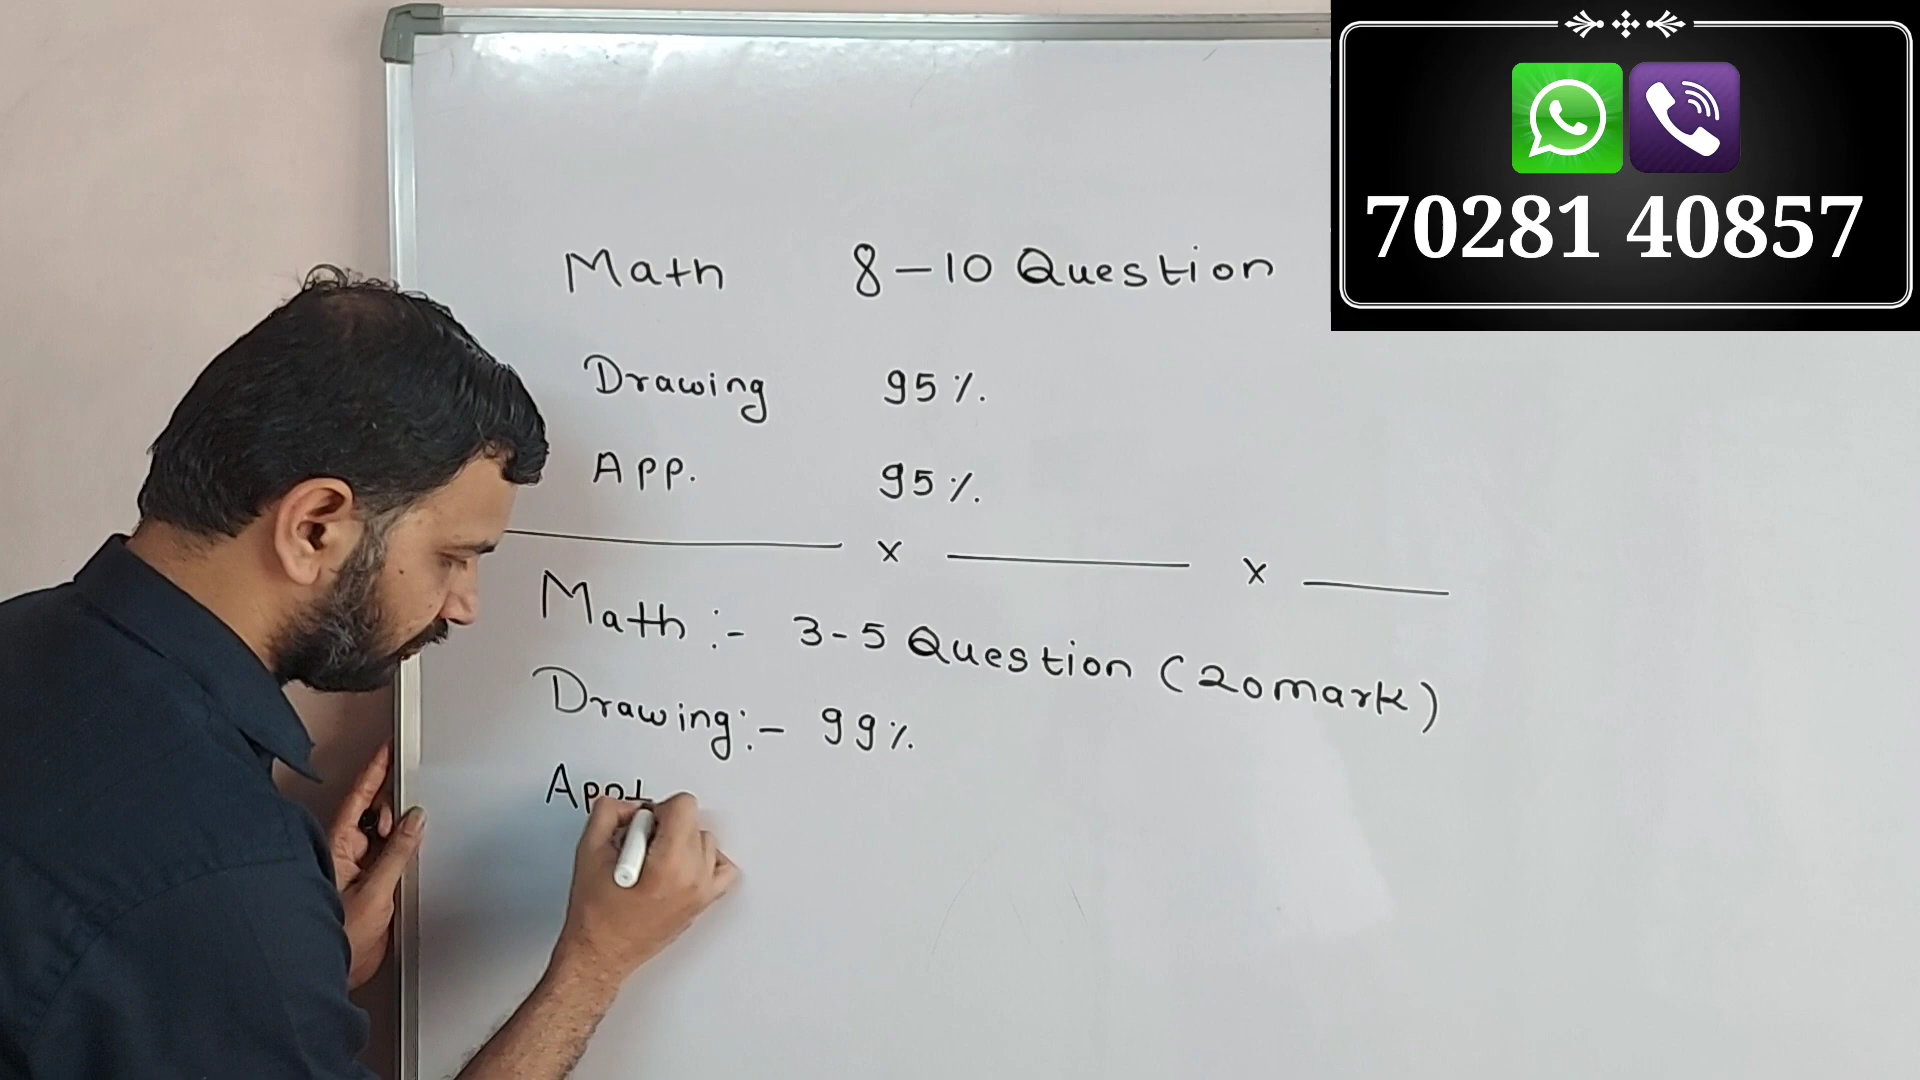 70281 40857
Math 8-10 Question
Drawing 95%.
APP. 95%.
x x
Math :- 3-5 Question (20mark)
Drawing:- 99%.